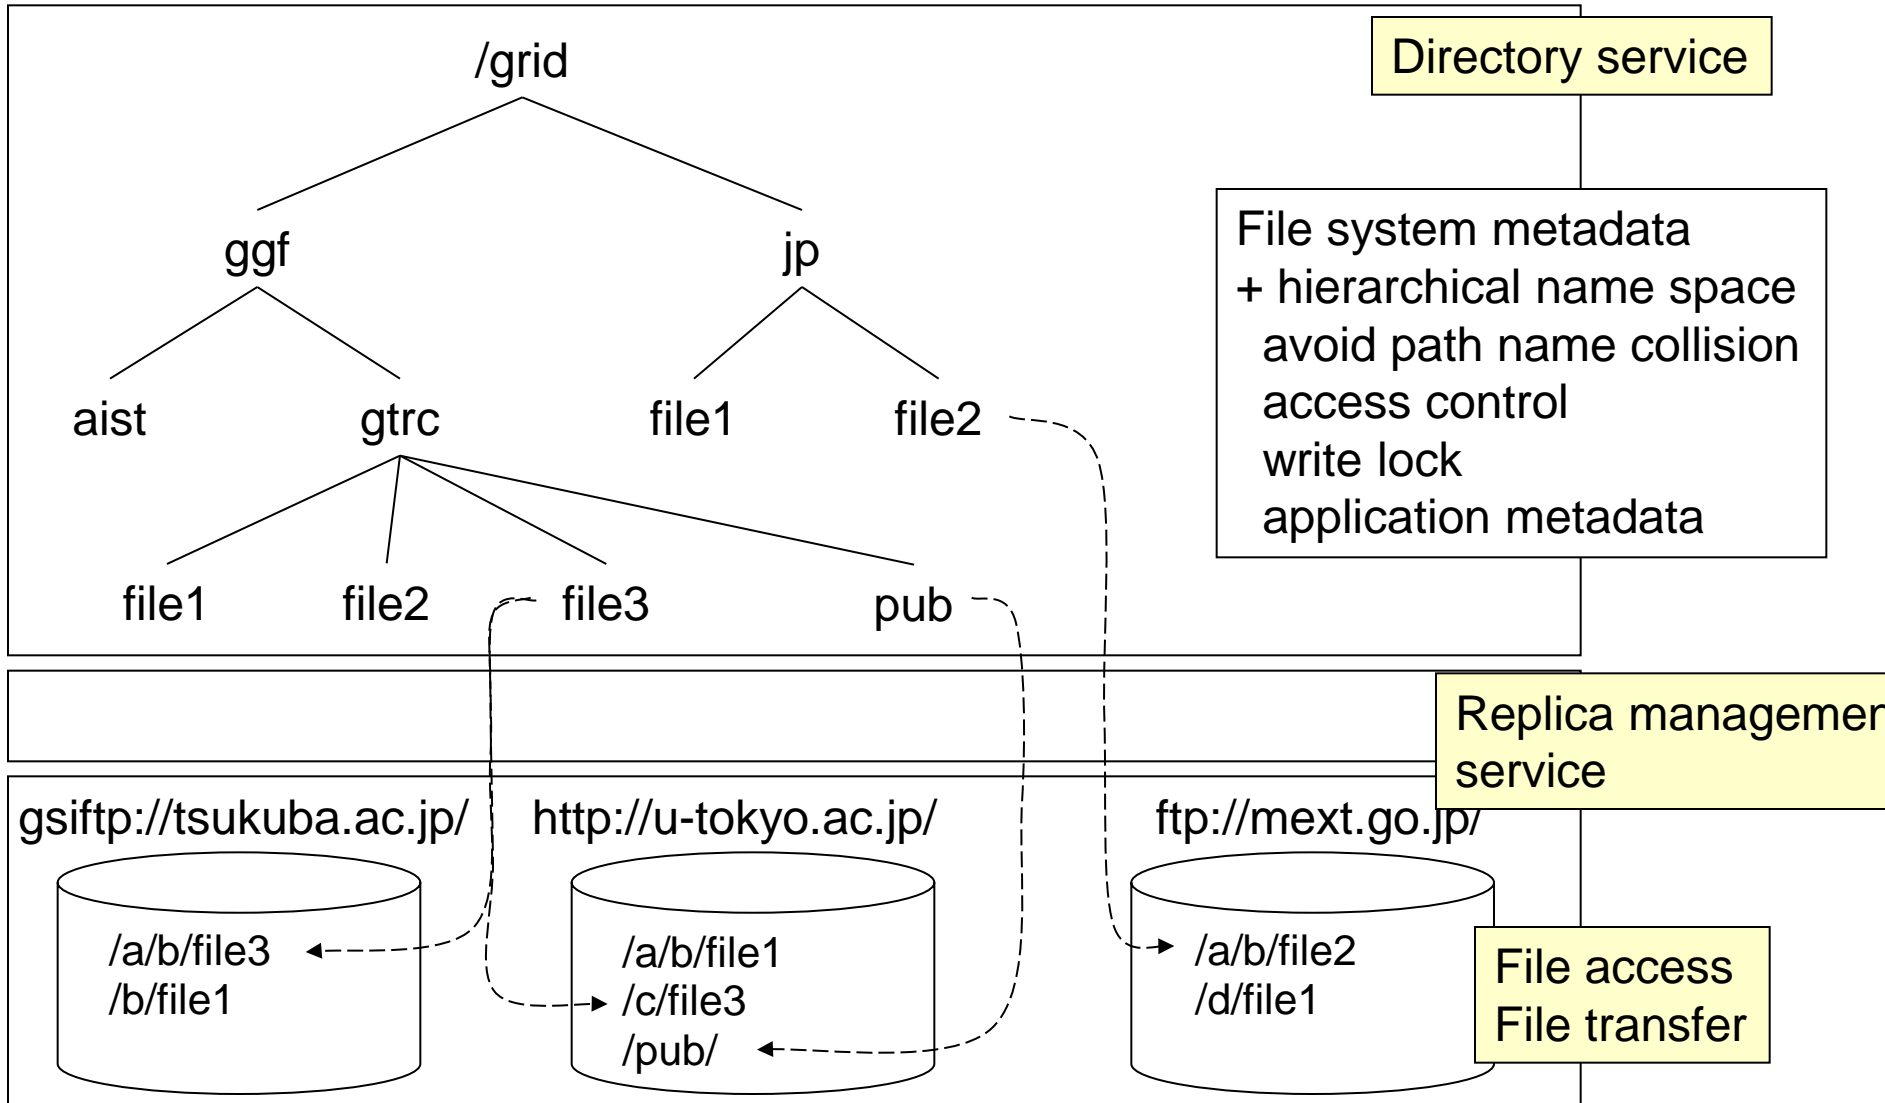 /grid
Directory service
ggf
jp
File system metadata
+ hierarchical name space
avoid path name collision
access control
write lock
application metadata
aist
gtrc
file1
file2
file1
file2
file3
pub
Replica managemen
service
gsiftp://tsukuba.ac.jp/
http://u-tokyo.ac.jp/
ftp://mext.go.jp/
/a/b/file3
/b/file1
/a/b/file1
/c/file3
/pub/
/a/b/file2
/d/file1
File access
File transfer